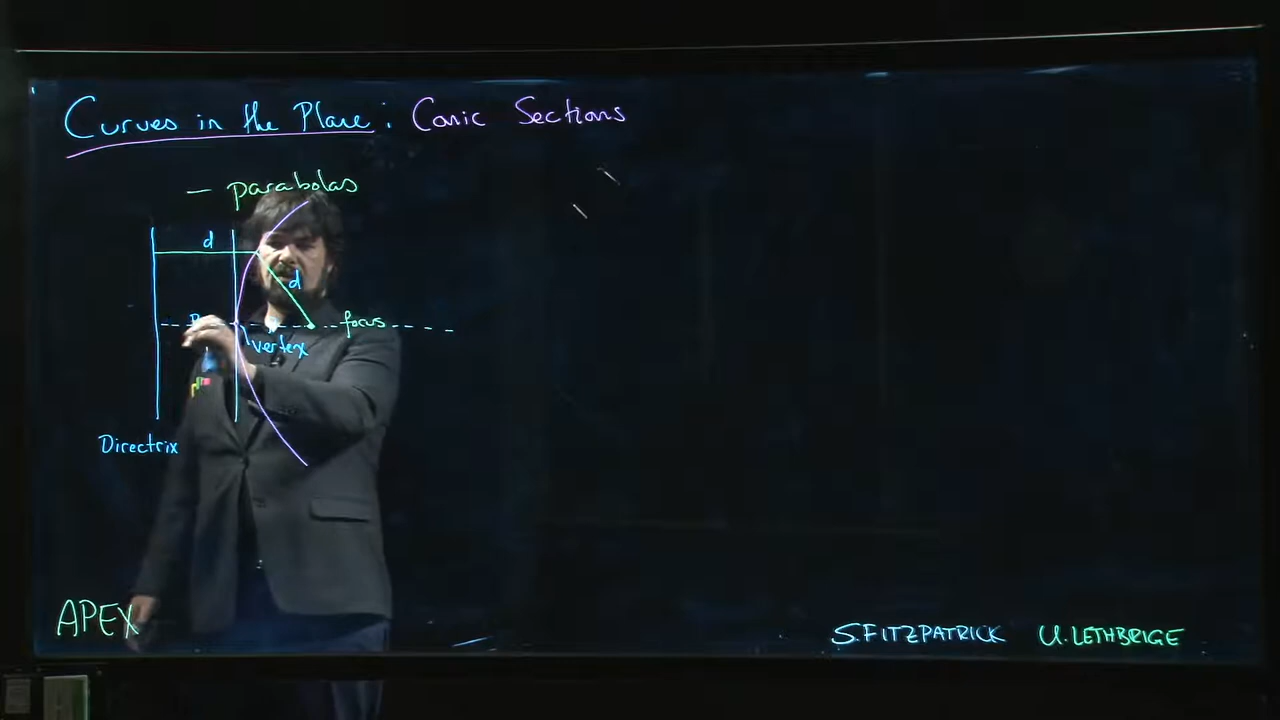 Curves in the Plane: Conic Sections
- parabolas
d
d
P
focus
vertex
Directrix
APEX
S.FITZPATRICK U.LETHBRIGE